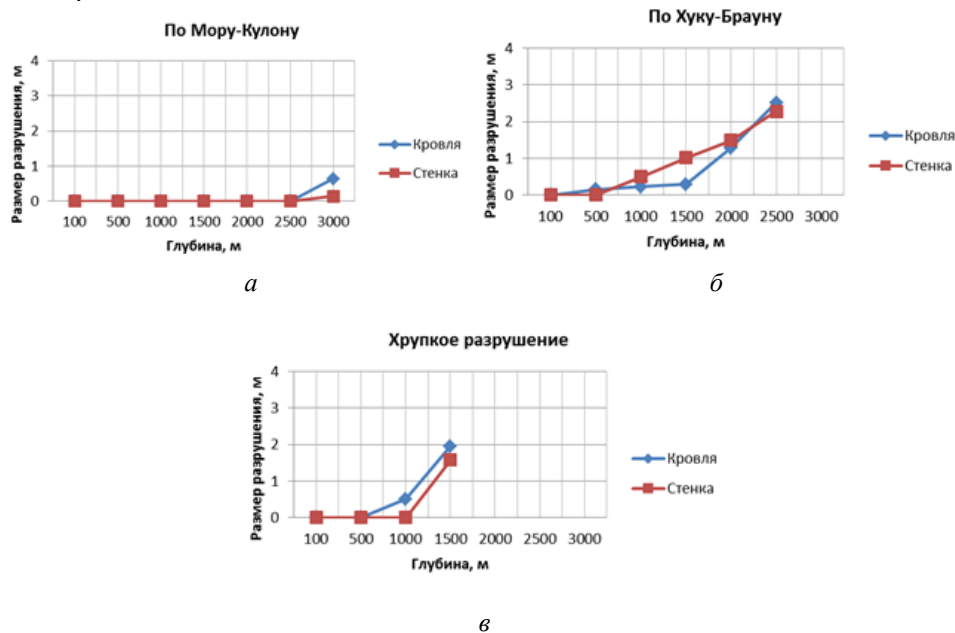 По Мору-Кулону
Размер разрушения, м
4
3
2
1
0
100 500 1000 1500 2000 2500 3000
Глубина, м
Кровля
Стенка
а
По Хуку-Брауну
Размер разрушения, м
4
3
2
1
0
100 500 1000 1500 2000 2500 3000
Глубина, м
Кровля
Стенка
б
Хрупкое разрушение
Размер разрушения, м
4
3
2
1
0
100 500 1000 1500 2000 2500 3000
Глубина, м
Кровля
Стенка
в